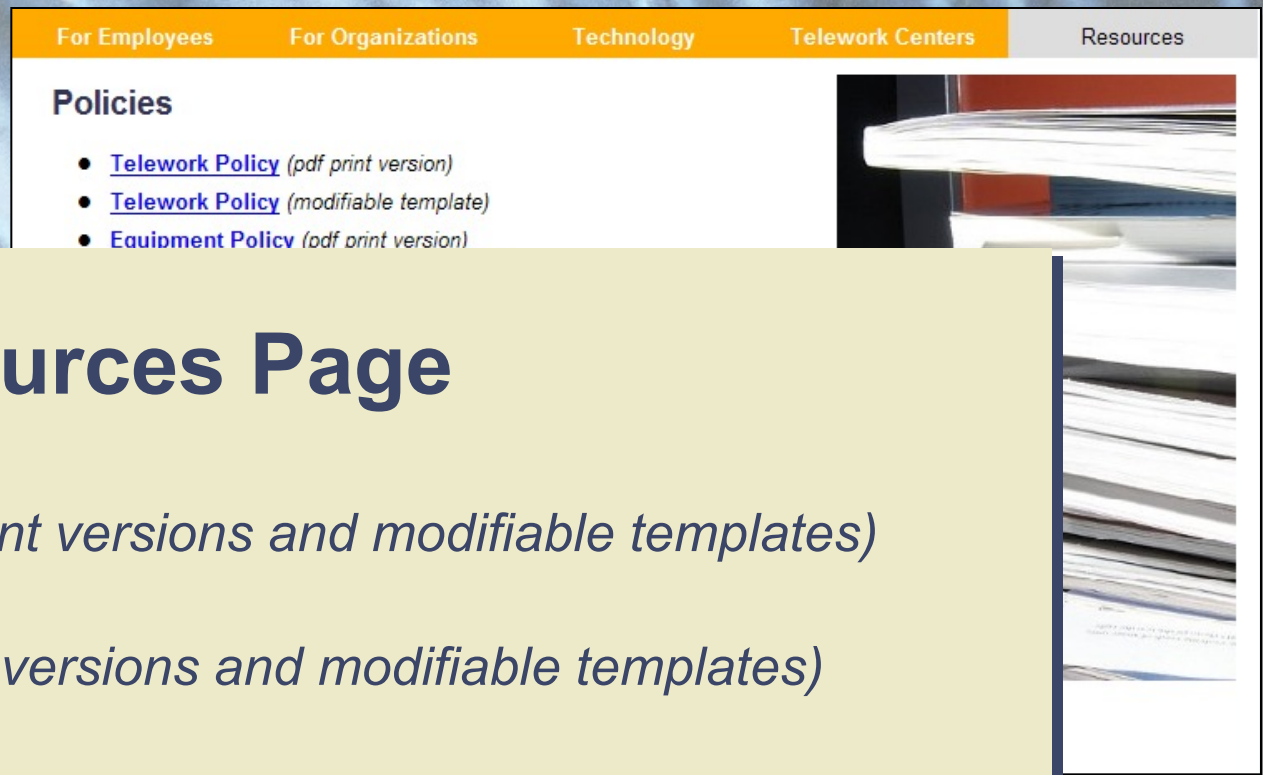 For Employees For Organizations Technology Telework Centers Resources
Policies
• Telework Policy (pdf print version)
• Telework Policy (modifiable template)
• Equipment Policy (pdf print version)
urces Page
nt versions and modifiable templates)
versions and modifiable templates)